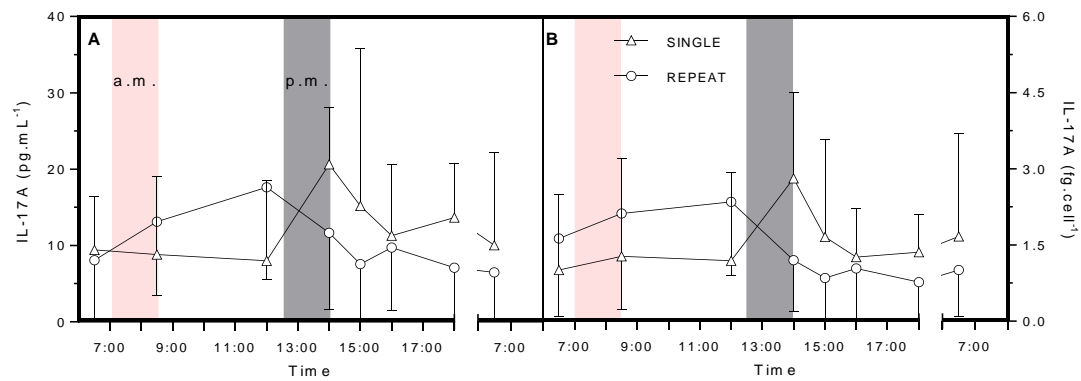 40
30
20
10
0
IL-17A (pg.mL⁻¹)
A
a.m.
p.m.
7:00 9:00 11:00 13:00 15:00 17:00 7:00
Time
B
SINGLE
REPEAT
7:00 9:00 11:00 13:00 15:00 17:00 7:00
Time
6.0
4.5
3.0
1.5
0.0
IL-17A (fg.cell⁻¹)